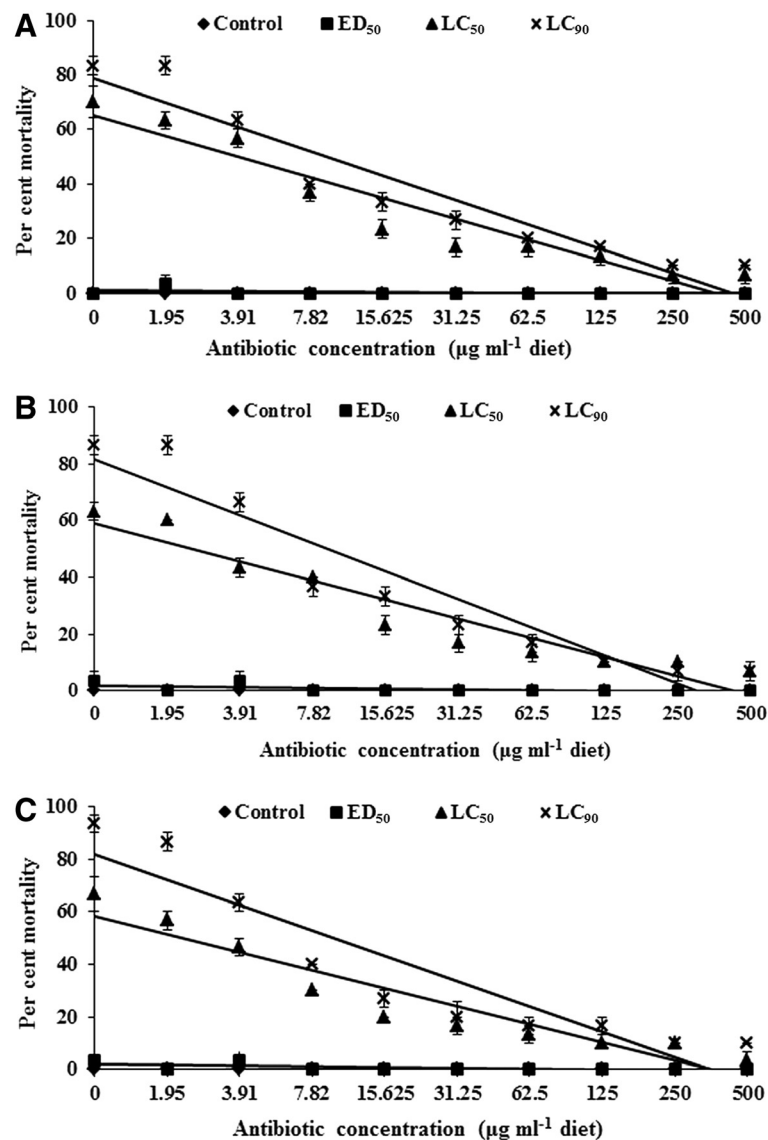 A
Control ED50 LC50 LC90
100
80
60
40
20
0
Per cent mortality
0 1.95 3.91 7.82 15.625 31.25 62.5 125 250 500
Antibiotic concentration (µg ml-1 diet)
B
Control ED50 LC50 LC90
100
80
60
40
20
0
Per cent mortality
0 1.95 3.91 7.82 15.625 31.25 62.5 125 250 500
Antibiotic concentration (µg ml-1 diet)
C
Control ED50 LC50 LC90
100
80
60
40
20
0
Per cent mortality
0 1.95 3.91 7.82 15.625 31.25 62.5 125 250 500
Antibiotic concentration (µg ml-1 diet)